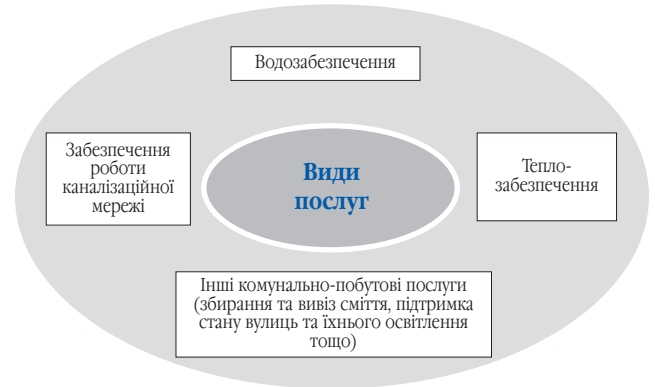 Водозабезпечення
Забезпечення
роботи
каналізаційної
мережі
Види
послуг
Тепло-
забезпечення
Інші комунально-побутові послуги
(збирання та вивіз сміття, підтримка
стану вулиць та їхнього освітлення
тощо)